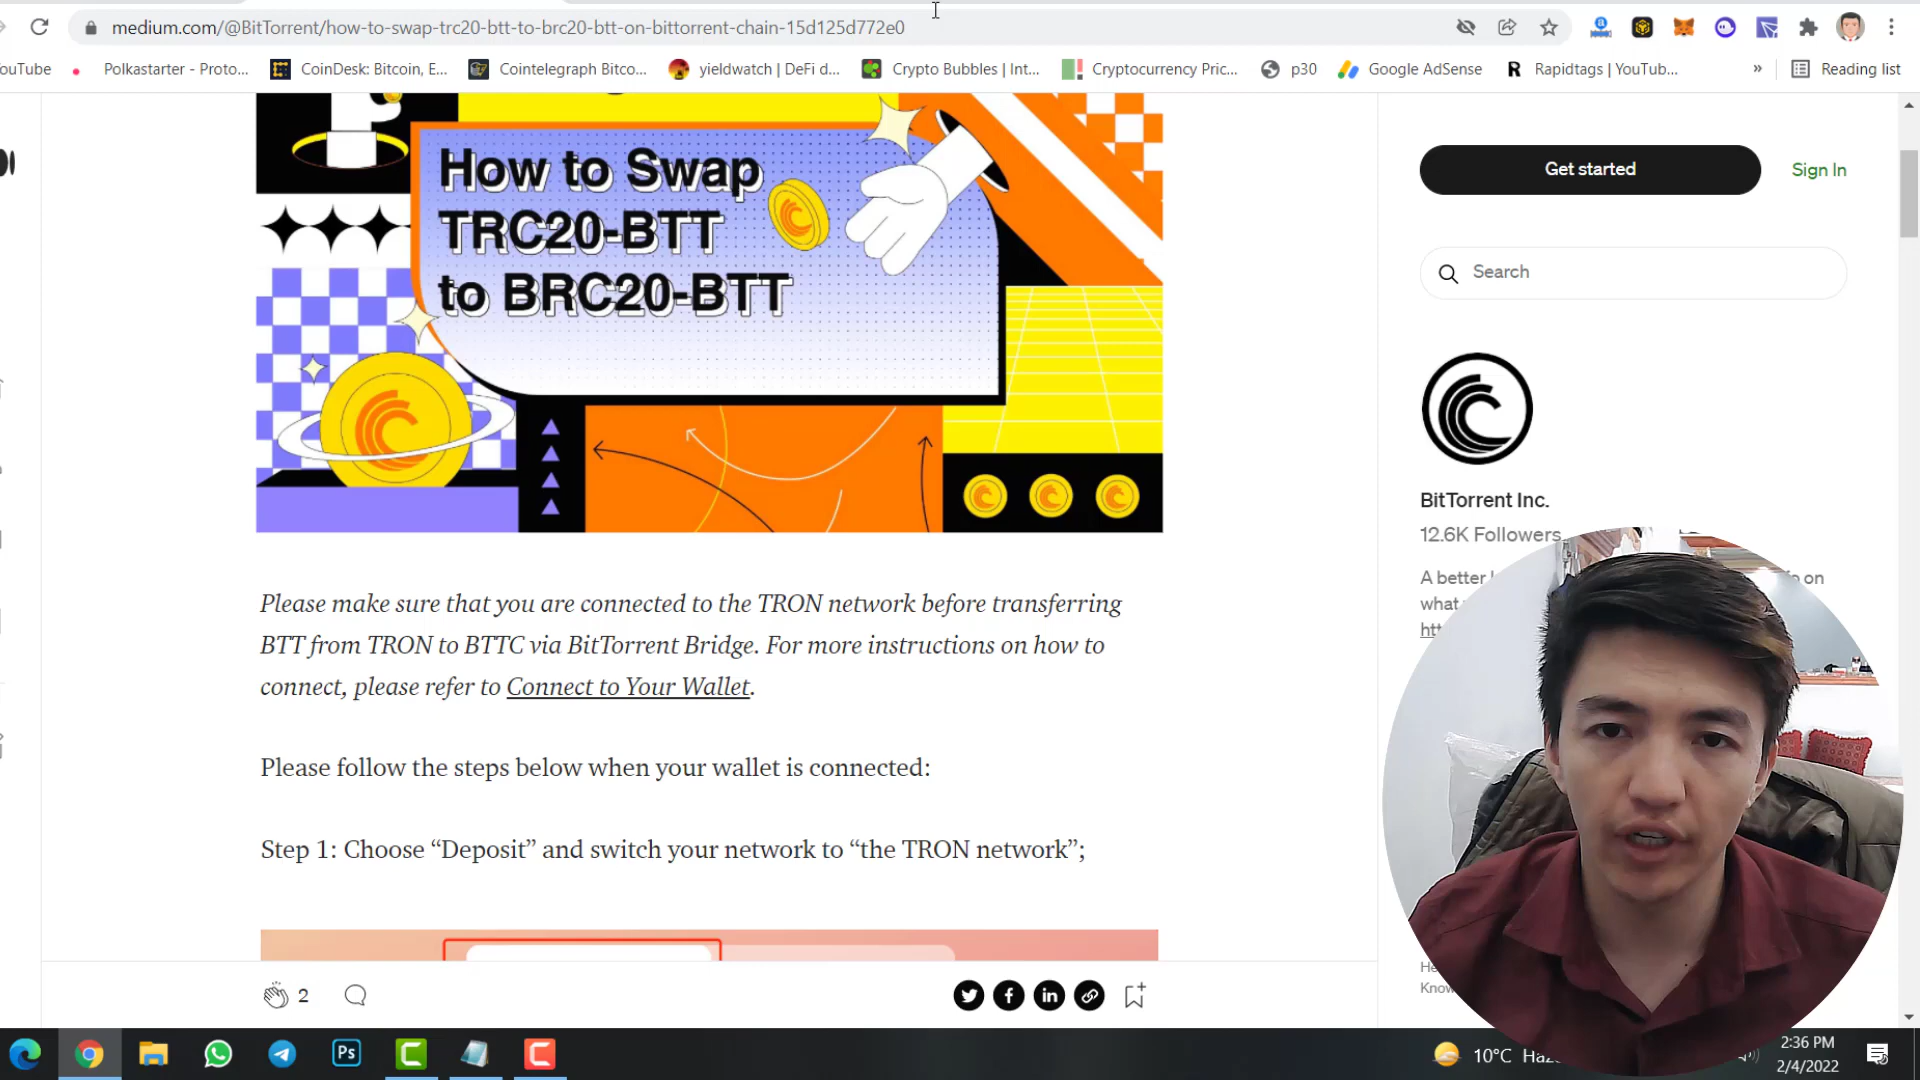 medium.com/@BitTorrent/how-to-swap-trc20-btt-to-brc20-btt-on-bittorrent-chain-15d125d772e0
ouTube
Polkastarter - Proto...
CoinDesk: Bitcoin, E...
Cointelegraph Bitco...
yieldwatch | DeFi d...
Crypto Bubbles | Int...
Cryptocurrency Pric...
p30
Google AdSense
Rapidtags | YouTub...
»
Reading list
How to Swap
TRC20-BTT
to BRC20-BTT
Get started
Sign In
Search
BitTorrent Inc.
12.6K Followers
A better
on
what
htt
Please make sure that you are connected to the TRON network before transferring
BTT from TRON to BTTC via BitTorrent Bridge. For more instructions on how to
connect, please refer to Connect to Your Wallet.
Please follow the steps below when your wallet is connected:
Step 1: Choose “Deposit” and switch your network to “the TRON network”;
2
He
Know
Ps
10°C Haz
2:36 PM
2/4/2022